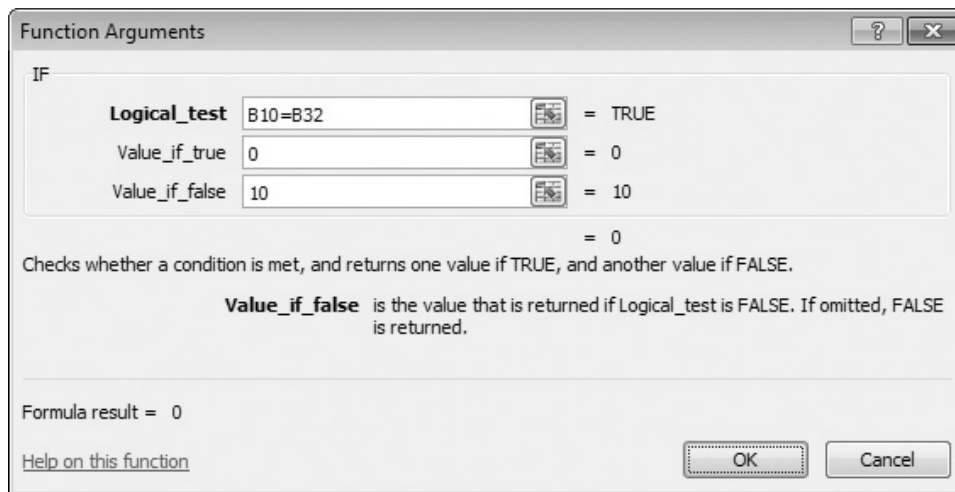 Function Arguments
IF
Logical_test B10=B32 = TRUE
Value_if_true 0 = 0
Value_if_false 10 = 10
= 0
Checks whether a condition is met, and returns one value if TRUE, and another value if FALSE.
Value_if_false is the value that is returned if Logical_test is FALSE. If omitted, FALSE
is returned.
Formula result = 0
Help on this function OK Cancel